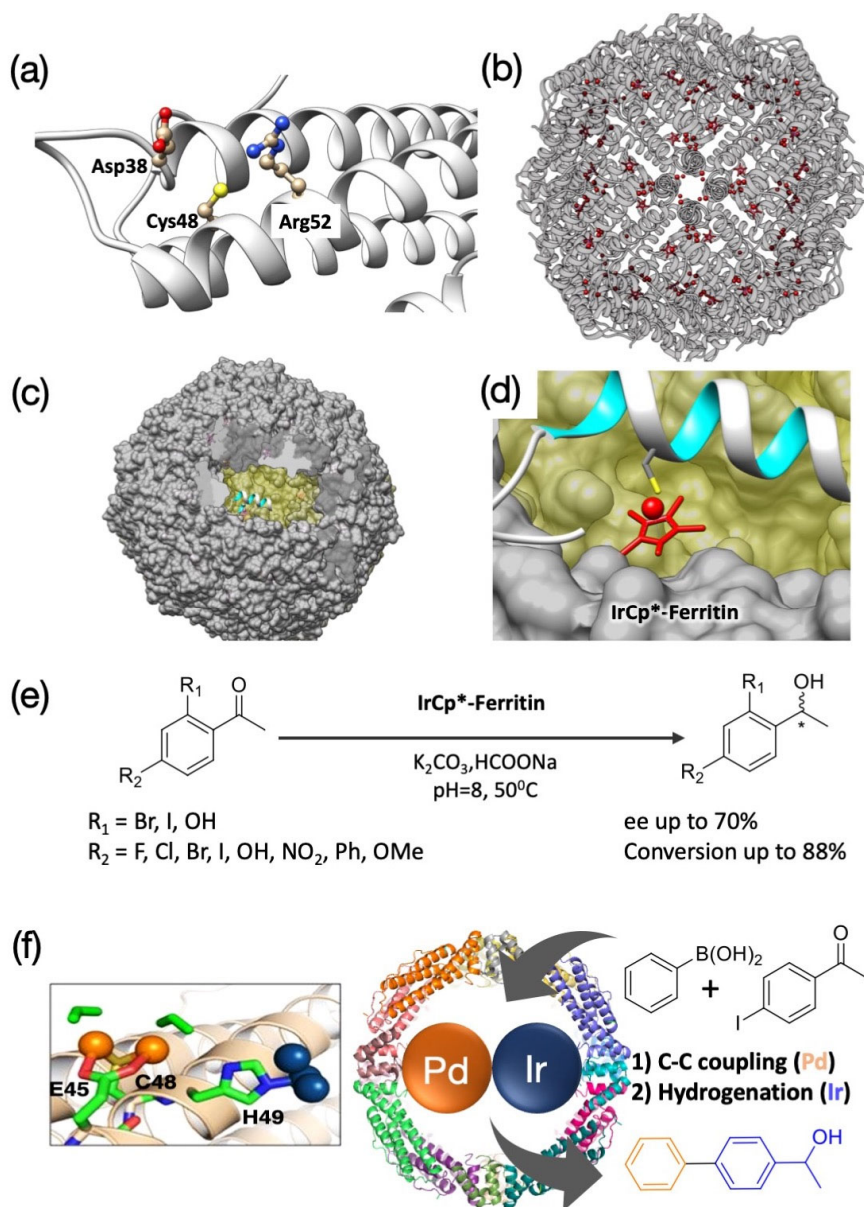 (a)
Asp38
Cys48
Arg52
(b)
(c)
(d)
IrCp*-Ferritin
(e)
R₁
O
R₂
IrCp*-Ferritin
K₂CO₃,HCOONa
pH=8, 50⁰C
R₁
OH
*
R₂
R₁ = Br, I, OH
R₂ = F, Cl, Br, I, OH, NO₂, Ph, OMe
ee up to 70%
Conversion up to 88%
(f)
E45
C48
H49
Pd
Ir
B(OH)₂
+
O
I
1) C-C coupling (Pd)
2) Hydrogenation (Ir)
OH